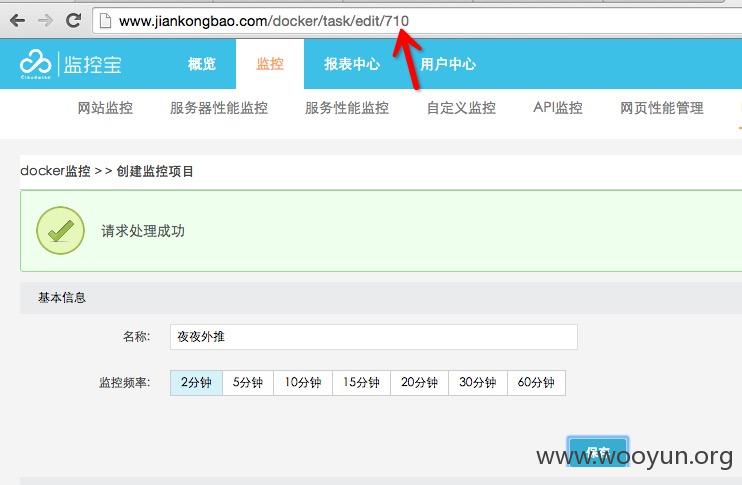 www.jiankongbao.com/docker/task/edit/710
监控宝 概览 监控 报表中心 用户中心
Cloudwise
网站监控 服务器性能监控 服务性能监控 自定义监控 API监控 网页性能管理
docker监控 >> 创建监控项目
请求处理成功
基本信息
名称: 夜夜外推
监控频率: 2分钟 5分钟 10分钟 15分钟 20分钟 30分钟 60分钟
www.wooyun.org